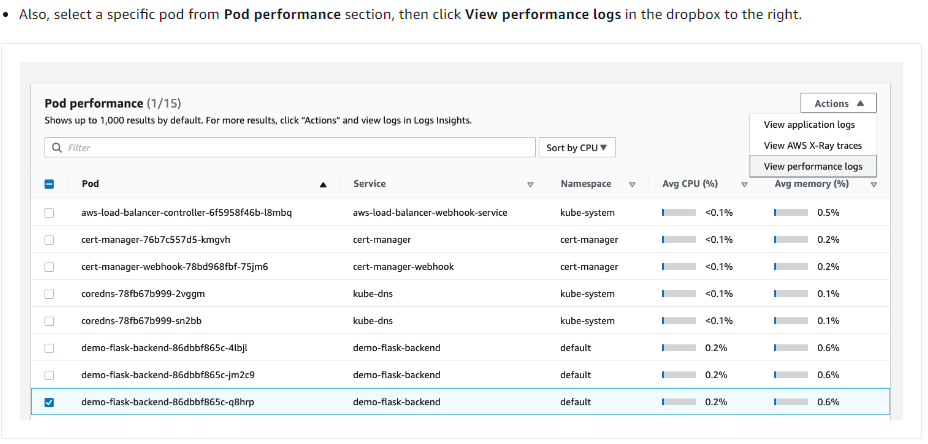 • Also, select a specific pod from Pod performance section, then click View performance logs in the dropbox to the right.
Pod performance (1/15)
Actions ▲
Shows up to 1,000 results by default. For more results, click "Actions" and view logs in Logs Insights.
View application logs
View AWS X-Ray traces
View performance logs
Filter
Sort by CPU ▼
Pod Service Namespace Avg CPU (%) Avg memory (%)
aws-load-balancer-controller-6f5958f46b-l8mbq aws-load-balancer-webhook-service kube-system <0.1% 0.5%
cert-manager-76b7c557d5-kmgvh cert-manager cert-manager <0.1% 0.2%
cert-manager-webhook-78bd968fbf-75jm6 cert-manager-webhook cert-manager <0.1% 0.2%
coredns-78fb67b999-2vggm kube-dns kube-system <0.1% 0.1%
coredns-78fb67b999-sn2bb kube-dns kube-system <0.1% 0.1%
demo-flask-backend-86dbbf865c-4lbjl demo-flask-backend default 0.2% 0.6%
demo-flask-backend-86dbbf865c-jm2c9 demo-flask-backend default 0.2% 0.6%
demo-flask-backend-86dbbf865c-q8hrp demo-flask-backend default 0.2% 0.6%